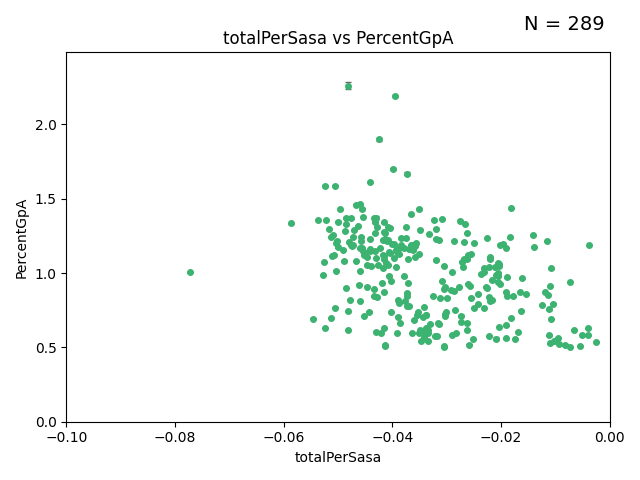 N = 289
totalPerSasa vs PercentGpA
PercentGpA
2.0
1.5
1.0
0.5
0.0
−0.10 −0.08 −0.06 −0.04 −0.02 0.00
totalPerSasa